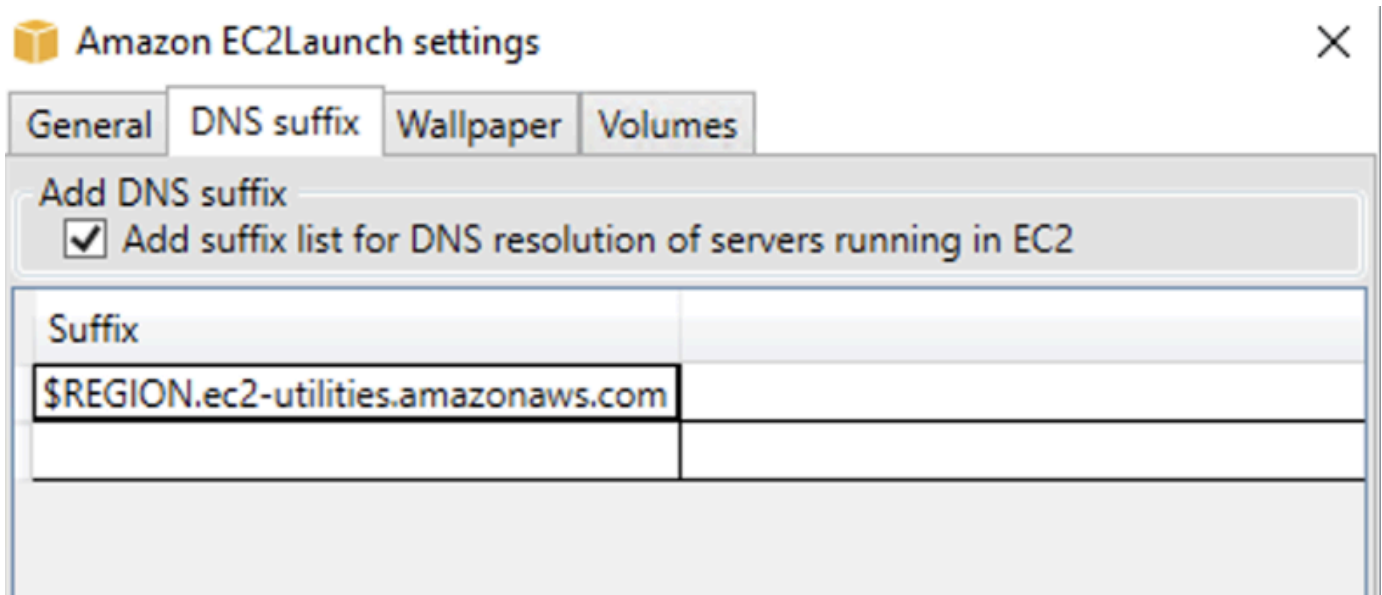 Amazon EC2Launch settings
General DNS suffix Wallpaper Volumes
Add DNS suffix
Add suffix list for DNS resolution of servers running in EC2
Suffix
$REGION.ec2-utilities.amazonaws.com